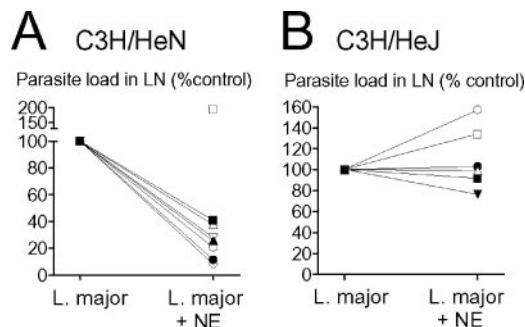 A C3H/HeN
Parasite load in LN (%control)
200
150
100
80
60
40
20
0
L. major
L. major
+ NE
B C3H/HeJ
Parasite load in LN (% control)
160
140
120
100
80
60
40
20
0
L. major
L. major
+ NE